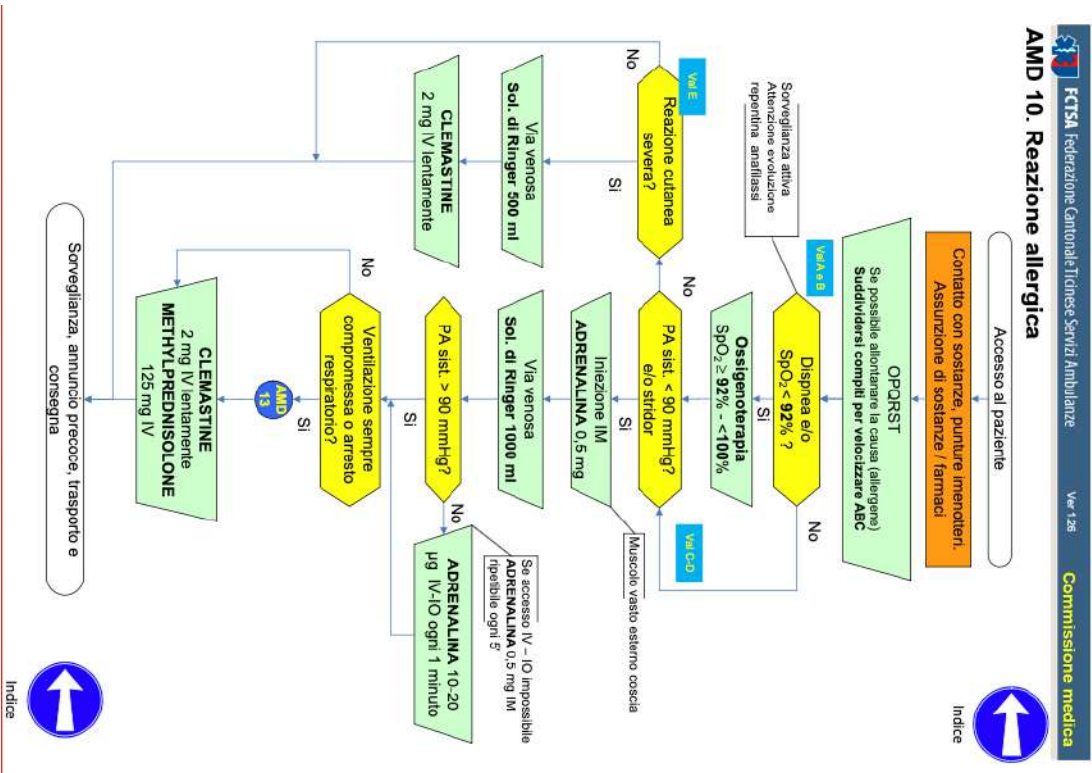 FCTSA Federazione Cantonale Ticinese Servizi Ambulanze
Ver 1.26
Commissione medica
AMD 10. Reazione allergica
Indice
Accesso al paziente
Contatto con sostanze, punture imenotteri.
Assunzione di sostanze / farmaci
OPQRST
Se possibile allontanare la causa (allergene)
Suddividersi compiti per velocizzare ABC
Val A e B
Dispnea e/o
SpO₂ < 92% ?
No
Si
Sorveglianza attiva
Attenzione evoluzione
repentina anafilassi
Ossigenoterapia
SpO₂ ≥ 92% - <100%
Val C-D
PA sist. < 90 mmHg?
e/o stridor
No
Si
Val E
Reazione cutanea
severa?
No
Si
Iniezione IM
ADRENALINA 0,5 mg
Muscolo vasto esterno coscia
Via venosa
Sol. di Ringer 500 ml
Via venosa
Sol. di Ringer 1000 ml
CLEMASTINE
2 mg IV lentamente
PA sist. > 90 mmHg?
No
Si
Se accesso IV – IO impossibile
ADRENALINA 0,5 mg IM
ripetibile ogni 5'
ADRENALINA 10-20
µg IV-IO ogni 1 minuto
Ventilazione sempre
compromessa o arresto
respiratorio?
No
Si
AMD
13
CLEMASTINE
2 mg IV lentamente
METHYLPREDNISOLONE
125 mg IV
Sorveglianza, annuncio precoce, trasporto e
consegna
Indice